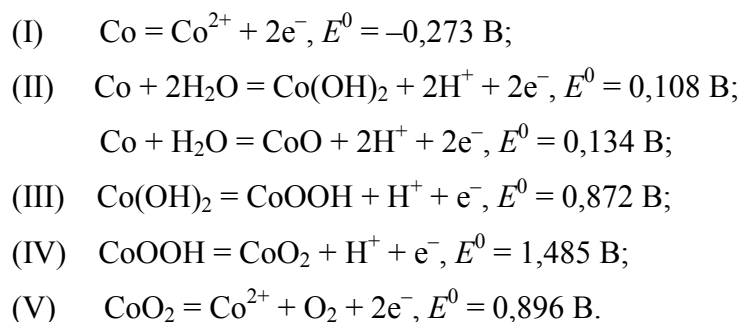 (I) Co = Co²⁺ + 2e⁻, E⁰ = –0,273 В;
(II) Co + 2H₂O = Co(OH)₂ + 2H⁺ + 2e⁻, E⁰ = 0,108 В;
Co + H₂O = CoO + 2H⁺ + 2e⁻, E⁰ = 0,134 В;
(III) Co(OH)₂ = CoOOH + H⁺ + e⁻, E⁰ = 0,872 В;
(IV) CoOOH = CoO₂ + H⁺ + e⁻, E⁰ = 1,485 В;
(V) CoO₂ = Co²⁺ + O₂ + 2e⁻, E⁰ = 0,896 В.